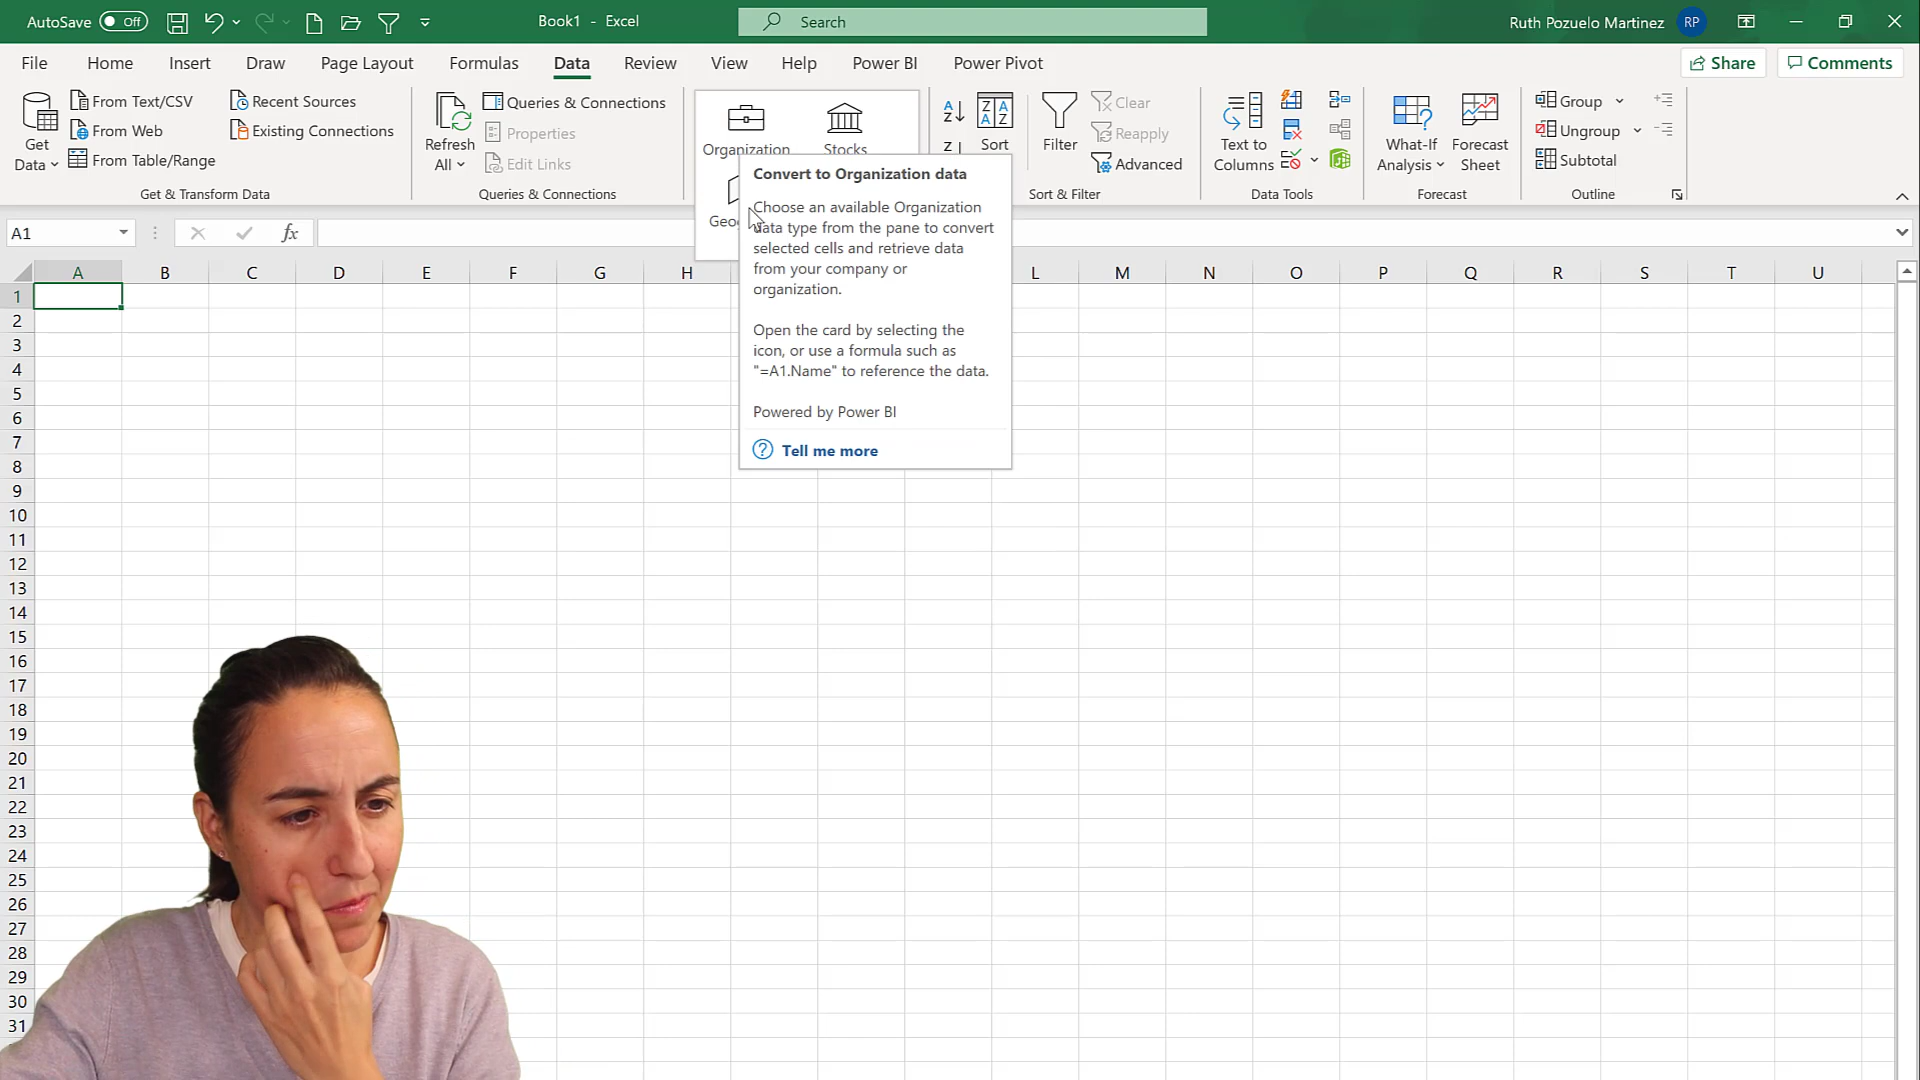 AutoSave Off
Book1 - Excel
Search
Ruth Pozuelo Martinez RP
File Home Insert Draw Page Layout Formulas Data Review View Help Power BI Power Pivot
Share Comments
Get Data
From Text/CSV
From Web
From Table/Range
Recent Sources
Existing Connections
Get & Transform Data
Refresh All
Queries & Connections
Properties
Edit Links
Queries & Connections
Organization
Stocks
Sort
Filter
Clear
Reapply
Advanced
Sort & Filter
Text to Columns
Data Tools
What-If Analysis
Forecast Sheet
Forecast
Group
Ungroup
Subtotal
Outline
Convert to Organization data
Choose an available Organization
data type from the pane to convert
selected cells and retrieve data
from your company or
organization.
Open the card by selecting the
icon, or use a formula such as
"=A1.Name" to reference the data.
Powered by Power BI
Tell me more
A1
fx
A B C D E F G H L M N O P Q R S T U
1
2
3
4
5
6
7
8
9
10
11
12
13
14
15
16
17
18
19
20
21
22
23
24
25
26
27
28
29
30
31